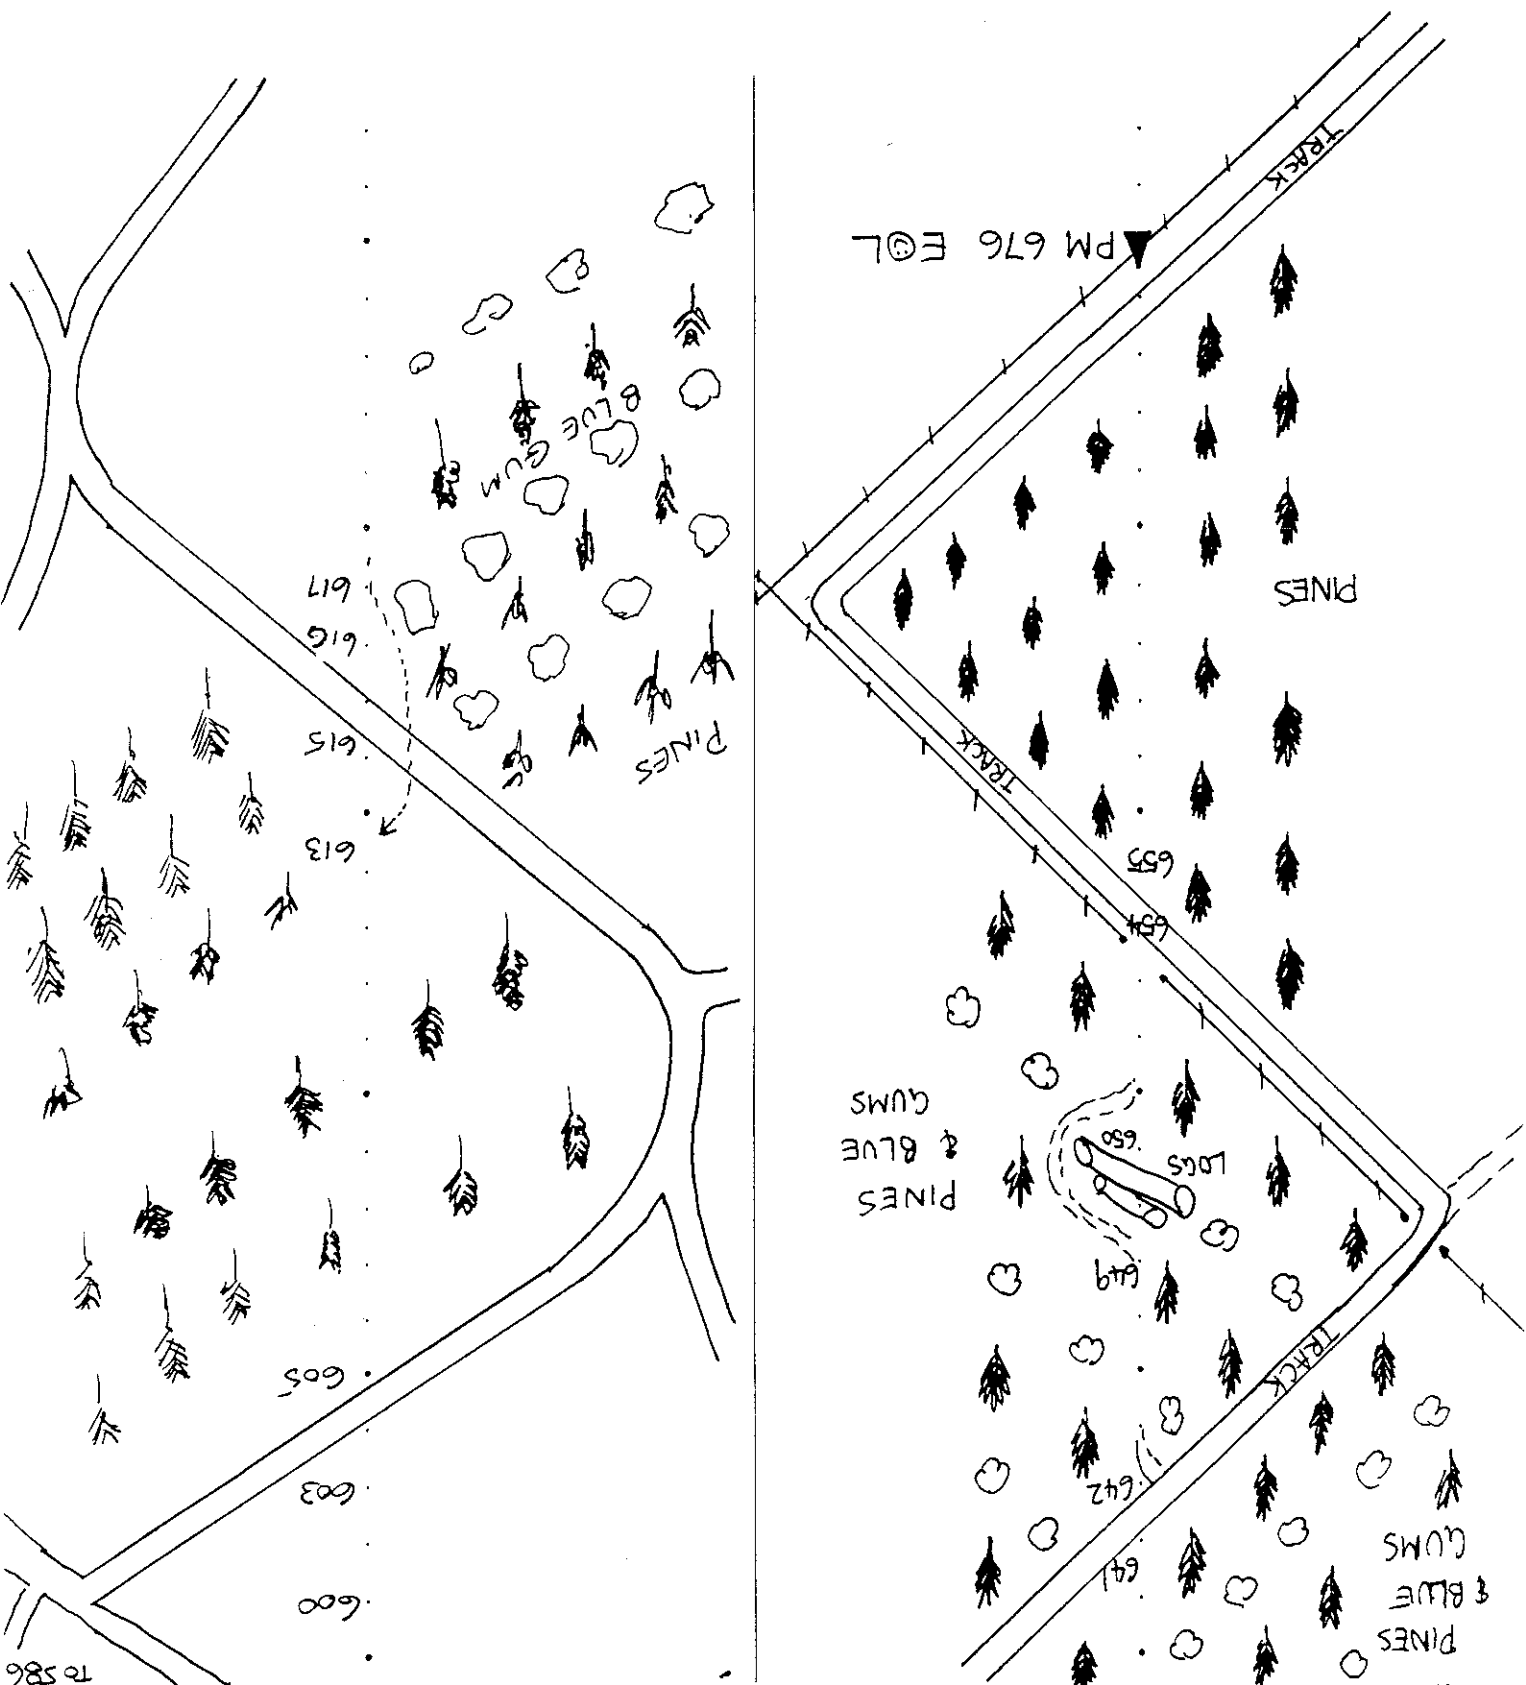 PINES
& BLUE
GUMS
641
642
TRACK
649
LOGS
650
PINES
& BLUE
GUMS
654
655
TRACK
PINES
PM 676 EOL
TRACK
TO 586
600
603
605
613
615
616
617
PINES
BLUE GUM